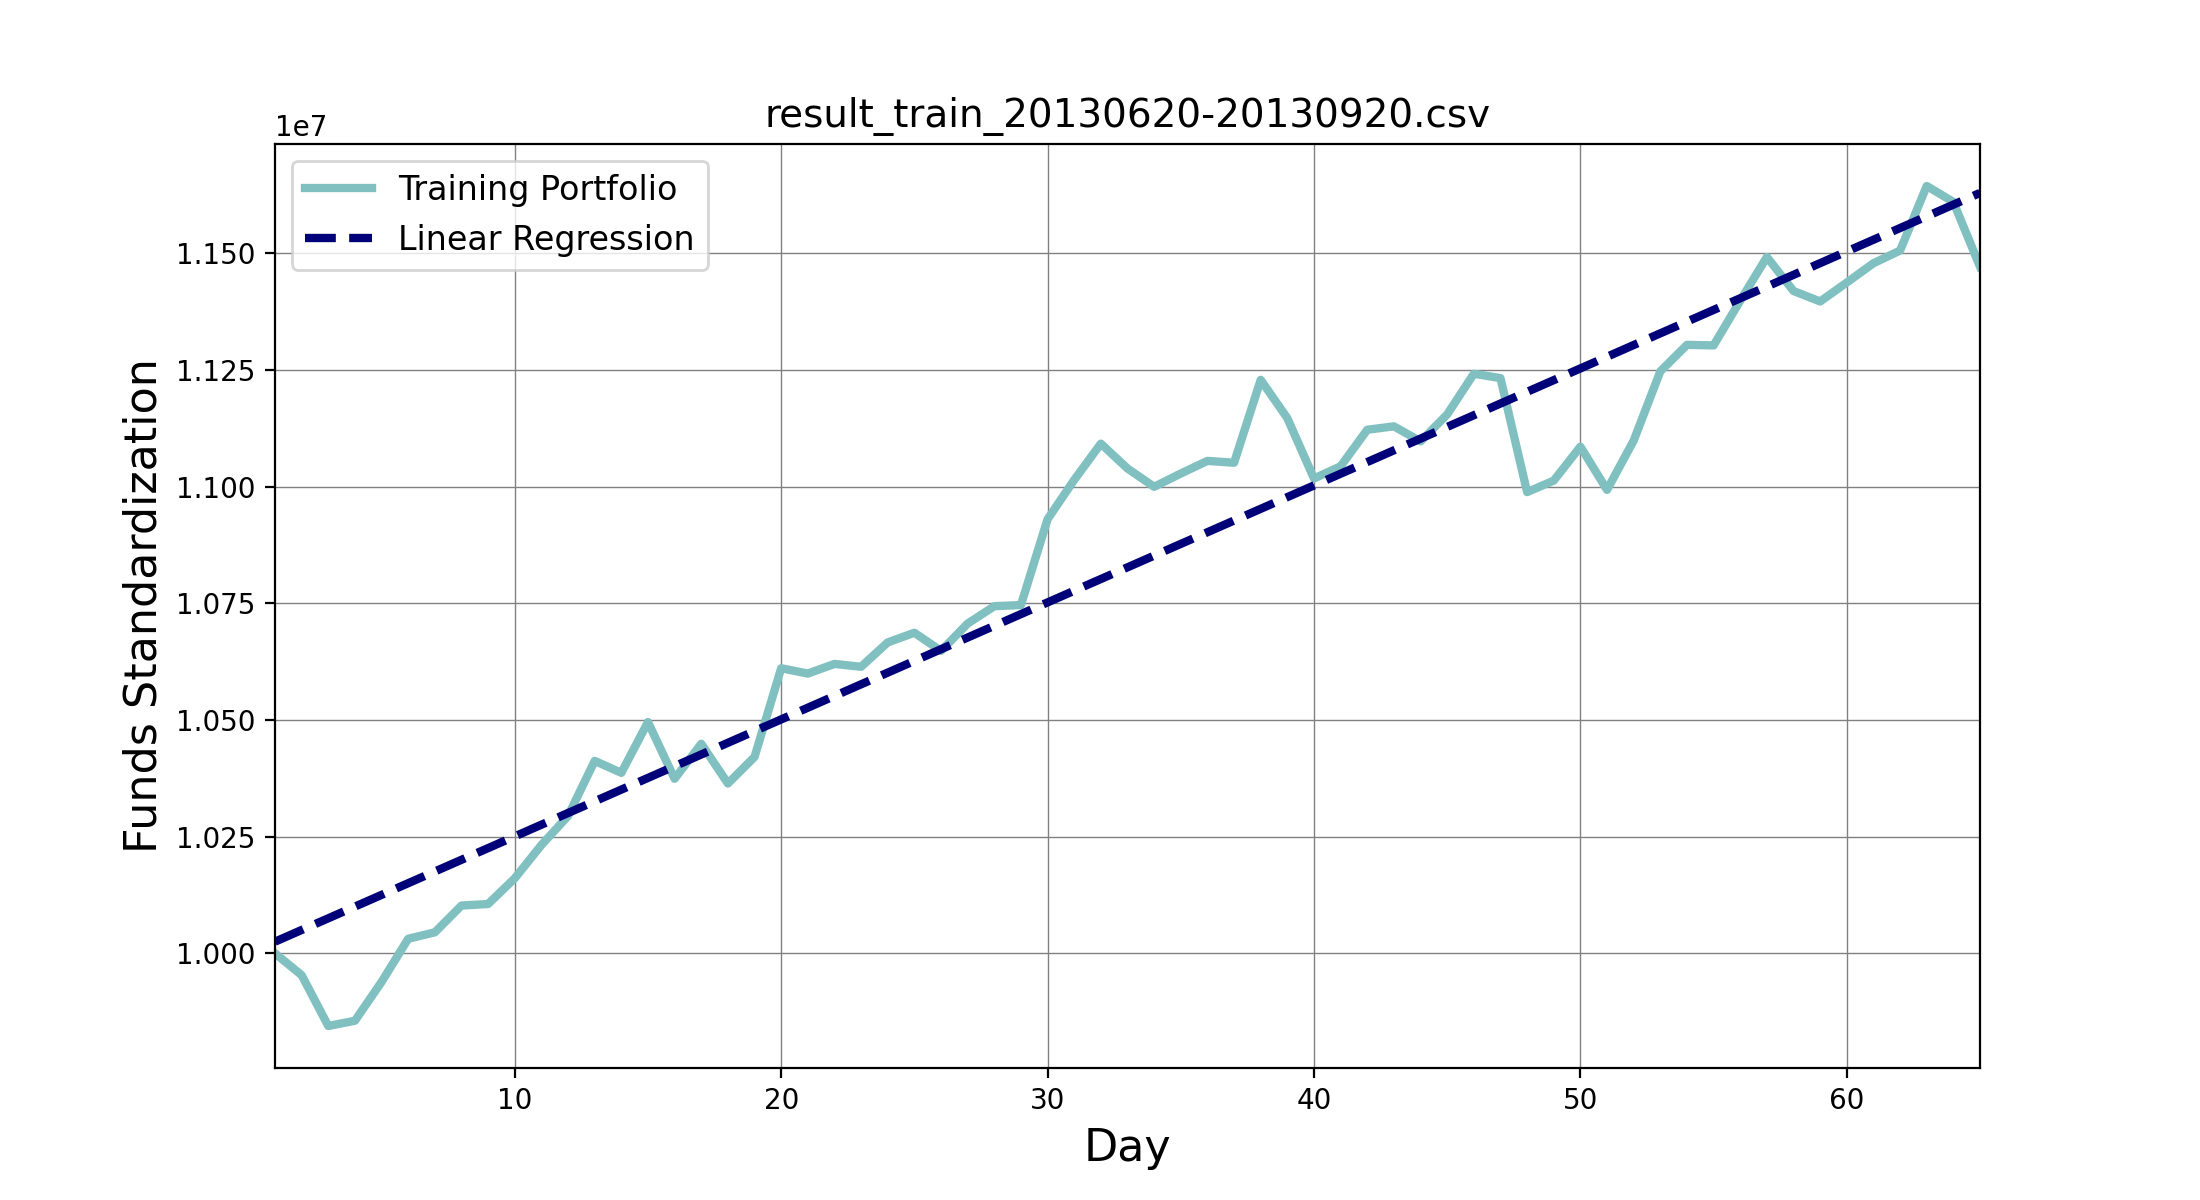 result_train_20130620-20130920.csv
1e7
Training Portfolio
Linear Regression
1.150
1.125
1.100
1.075
1.050
1.025
1.000
Funds Standardization
10 20 30 40 50 60
Day